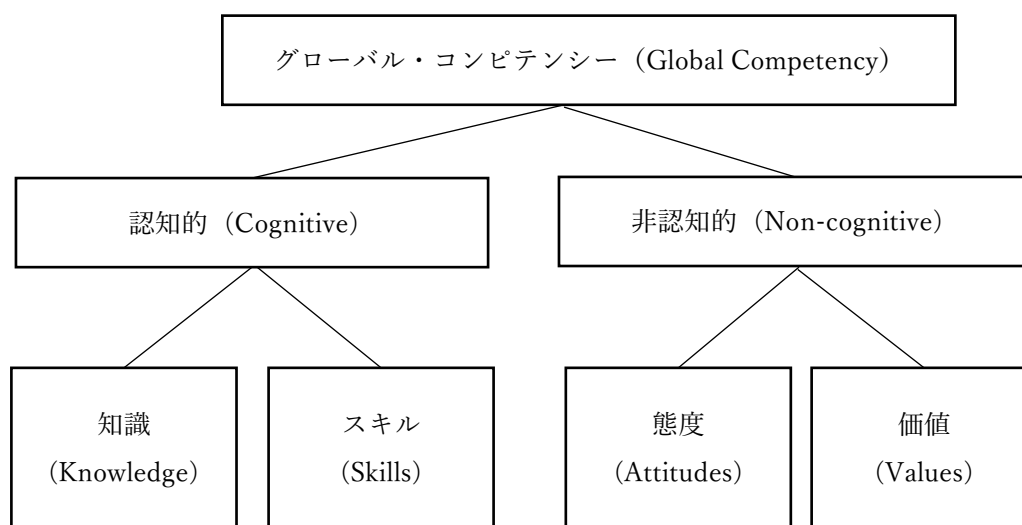 グローバル・コンピテンシー（Global Competency）
認知的（Cognitive）
非認知的（Non-cognitive）
知識
（Knowledge）
スキル
（Skills）
態度
（Attitudes）
価値
（Values）